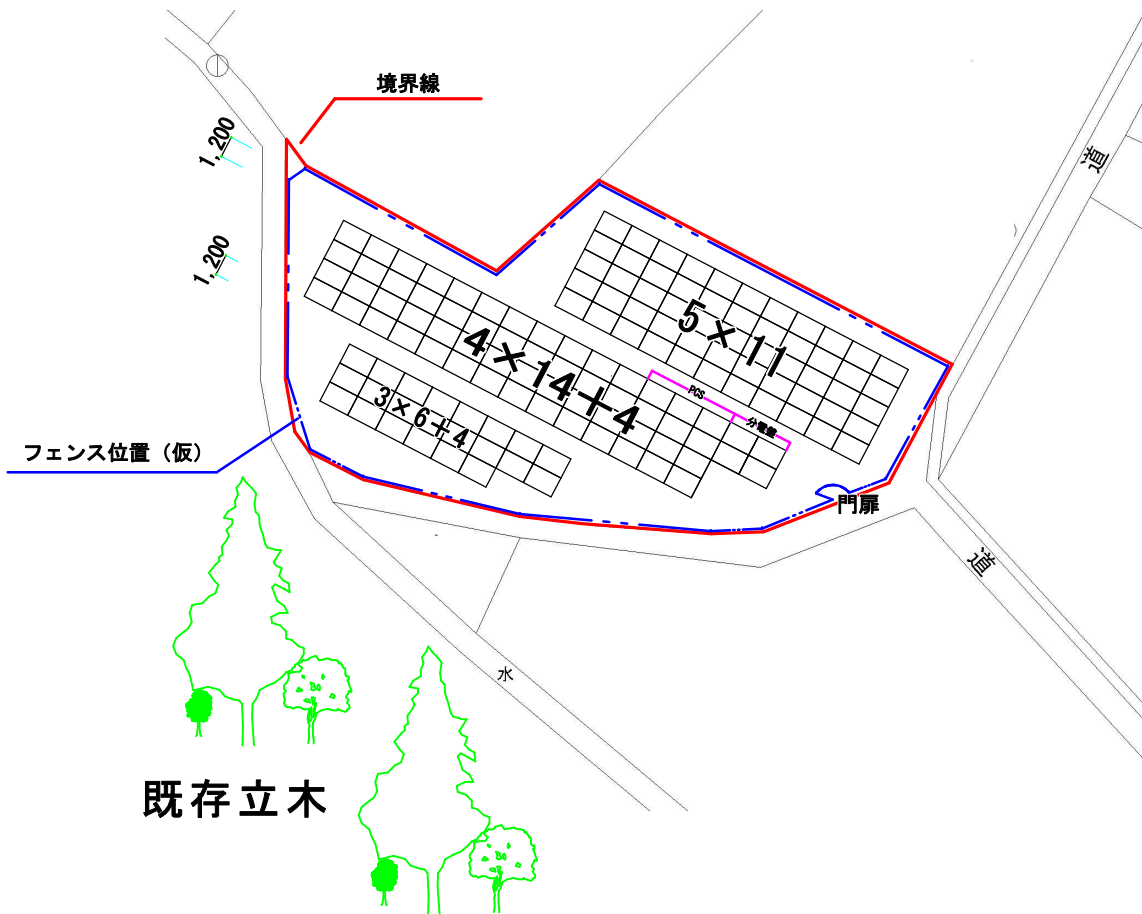 境界線
1,200
道
1,200
5×11
4×14+4
PCS
分電盤
3×6+4
フェンス位置（仮）
門扉
道
水
既存立木